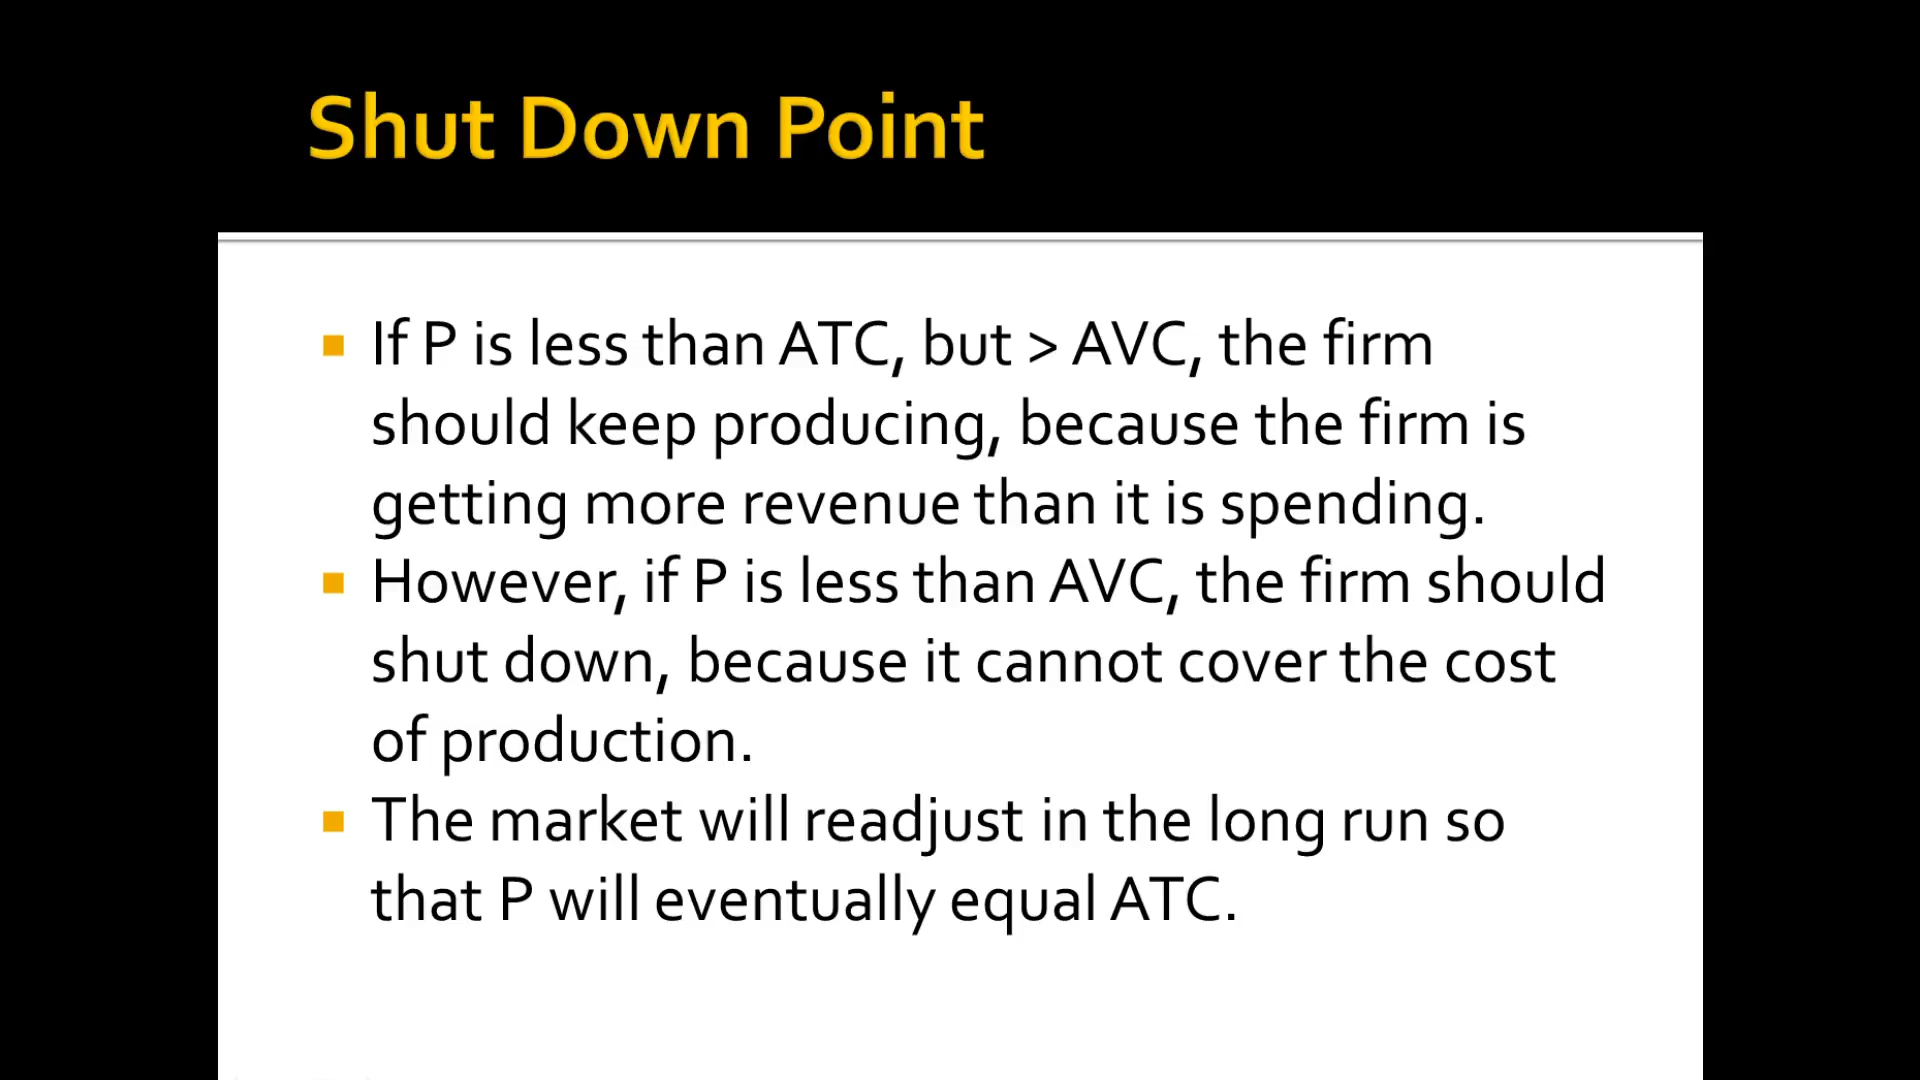 Shut Down Point
If P is less than ATC, but > AVC, the firm
should keep producing, because the firm is
getting more revenue than it is spending.
However, if P is less than AVC, the firm should
shut down, because it cannot cover the cost
of production.
The market will readjust in the long run so
that P will eventually equal ATC.